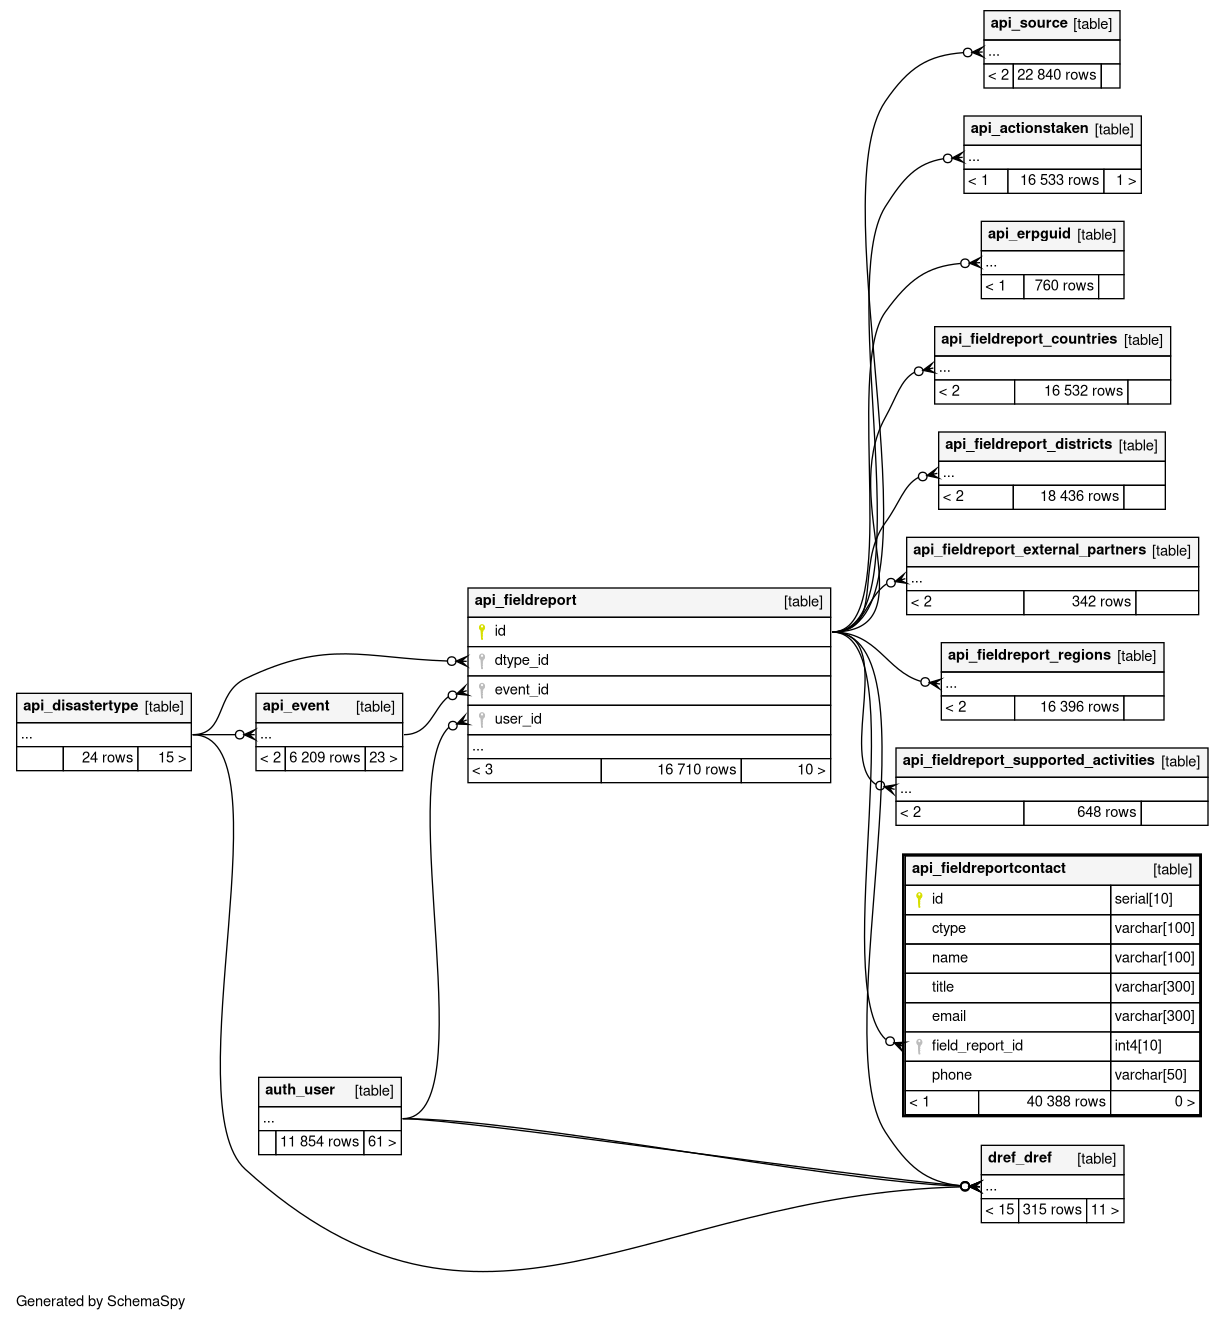 api_source [table]
...
< 2 22 840 rows
api_actionstaken [table]
...
< 1 16 533 rows 1 >
api_erpguid [table]
...
< 1 760 rows
api_fieldreport_countries [table]
...
< 2 16 532 rows
api_fieldreport_districts [table]
...
< 2 18 436 rows
api_fieldreport_external_partners [table]
...
< 2 342 rows
api_fieldreport [table]
id
dtype_id
event_id
user_id
...
< 3 16 710 rows 10 >
api_fieldreport_regions [table]
...
< 2 16 396 rows
api_disastertype [table]
...
24 rows 15 >
api_event [table]
...
< 2 6 209 rows 23 >
api_fieldreport_supported_activities [table]
...
< 2 648 rows
api_fieldreportcontact [table]
id serial[10]
ctype varchar[100]
name varchar[100]
title varchar[300]
email varchar[300]
field_report_id int4[10]
phone varchar[50]
< 1 40 388 rows 0 >
auth_user [table]
...
11 854 rows 61 >
dref_dref [table]
...
< 15 315 rows 11 >
Generated by SchemaSpy